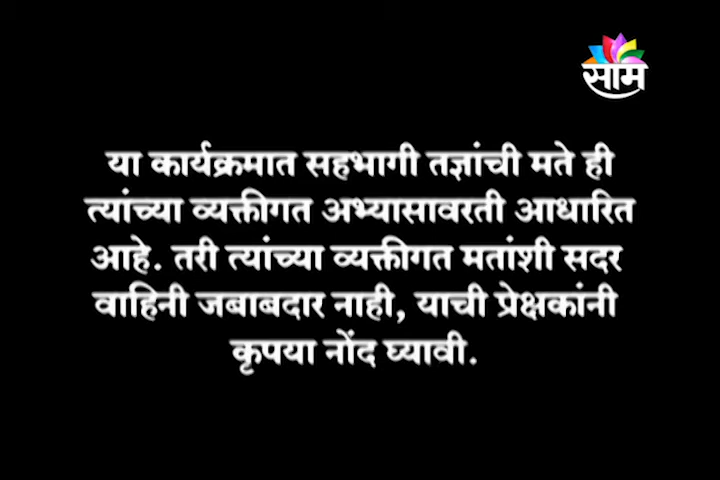 साम
या कार्यक्रमात सहभागी तज्ञांची मते ही
त्यांच्या व्यक्तीगत अभ्यासावरती आधारित
आहे. तरी त्यांच्या व्यक्तीगत मतांशी सदर
वाहिनी जबाबदार नाही, याची प्रेक्षकांनी
कृपया नोंद घ्यावी.